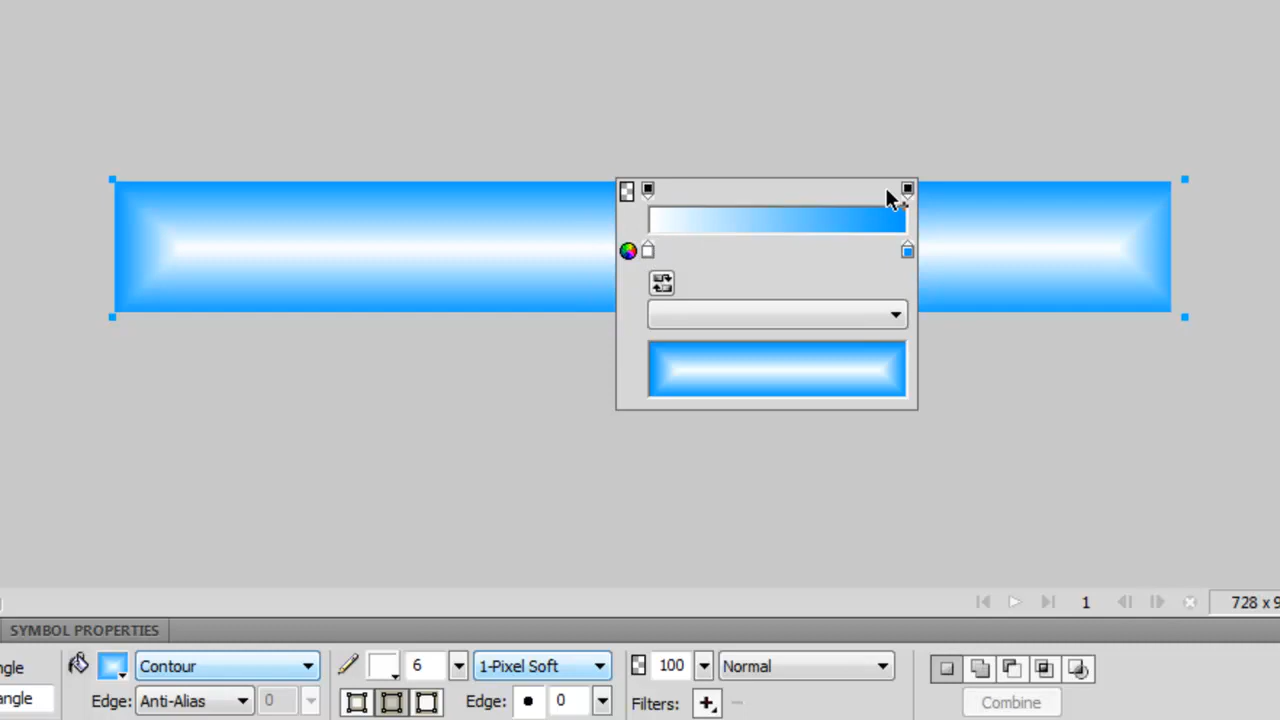 1
728 x 9
SYMBOL PROPERTIES
ngle
Contour
6
1-Pixel Soft
100
Normal
angle
Edge:
Anti-Alias
0
Edge:
0
Filters:
Combine